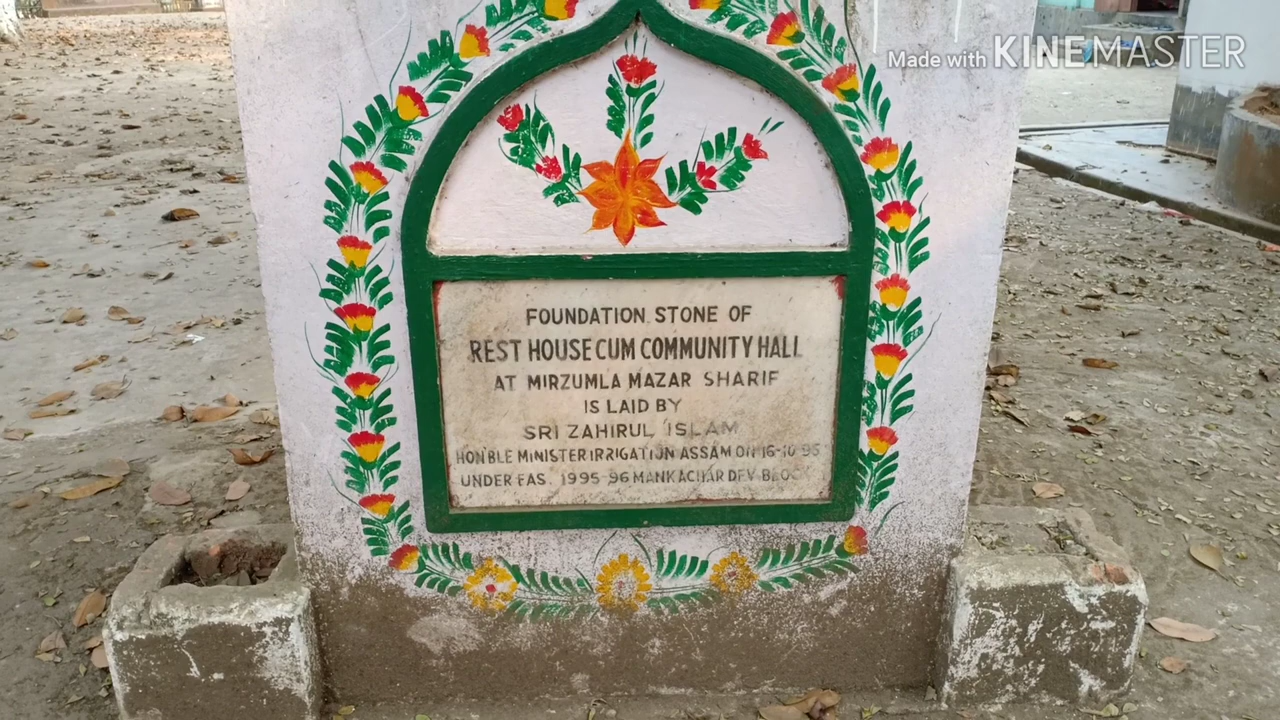 Made with KINEMASTER
FOUNDATION STONE OF
REST HOUSE CUM COMMUNITY HALL
AT MIRZUMLA MAZAR SHARIF
IS LAID BY
SRI ZAHIRUL ISLAM
HON'BLE MINISTER IRRIGATION ASSAM ON 16-10-95
UNDER EAS. 1995-96 MANKACHAR DEV. BLOCK